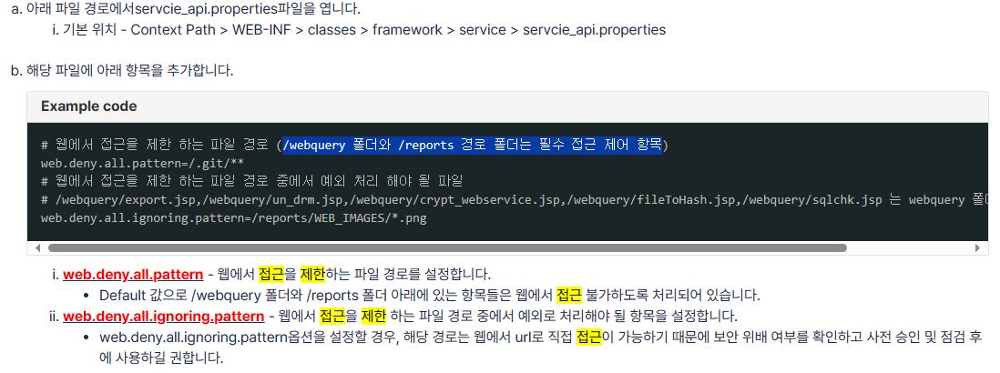 a. 아래 파일 경로에서servcie_api.properties파일을 엽니다.
i. 기본 위치 - Context Path > WEB-INF > classes > framework > service > servcie_api.properties
b. 해당 파일에 아래 항목을 추가합니다.
Example code
# 웹에서 접근을 제한 하는 파일 경로 (/webquery 폴더와 /reports 경로 폴더는 필수 접근 제어 항목)
web.deny.all.pattern=/.git/**
# 웹에서 접근을 제한 하는 파일 경로 중에서 예외 처리 해야 될 파일
# /webquery/export.jsp,/webquery/un_drm.jsp,/webquery/crypt_webservice.jsp,/webquery/fileToHash.jsp,/webquery/sqlchk.jsp 는 webquery
web.deny.all.ignoring.pattern=/reports/WEB_IMAGES/*.png
i. web.deny.all.pattern - 웹에서 접근을 제한하는 파일 경로를 설정합니다.
• Default 값으로 /webquery 폴더와 /reports 폴더 아래에 있는 항목들은 웹에서 접근 불가하도록 처리되어 있습니다.
ii. web.deny.all.ignoring.pattern - 웹에서 접근을 제한 하는 파일 경로 중에서 예외로 처리해야 될 항목을 설정합니다.
• web.deny.all.ignoring.pattern옵션을 설정할 경우, 해당 경로는 웹에서 url로 직접 접근이 가능하기 때문에 보안 위배 여부를 확인하고 사전 승인 및 점검 후
에 사용하길 권합니다.